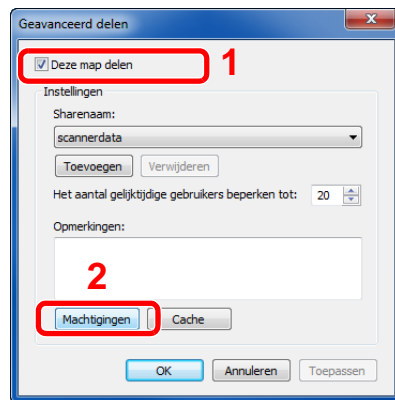 Geavanceerd delen
Deze map delen 1
Instellingen
Sharenaam:
scannerdata
Toevoegen Verwijderen
Het aantal gelijktijdige gebruikers beperken tot: 20
Opmerkingen:
2
Machtigingen Cache
OK Annuleren Toepassen